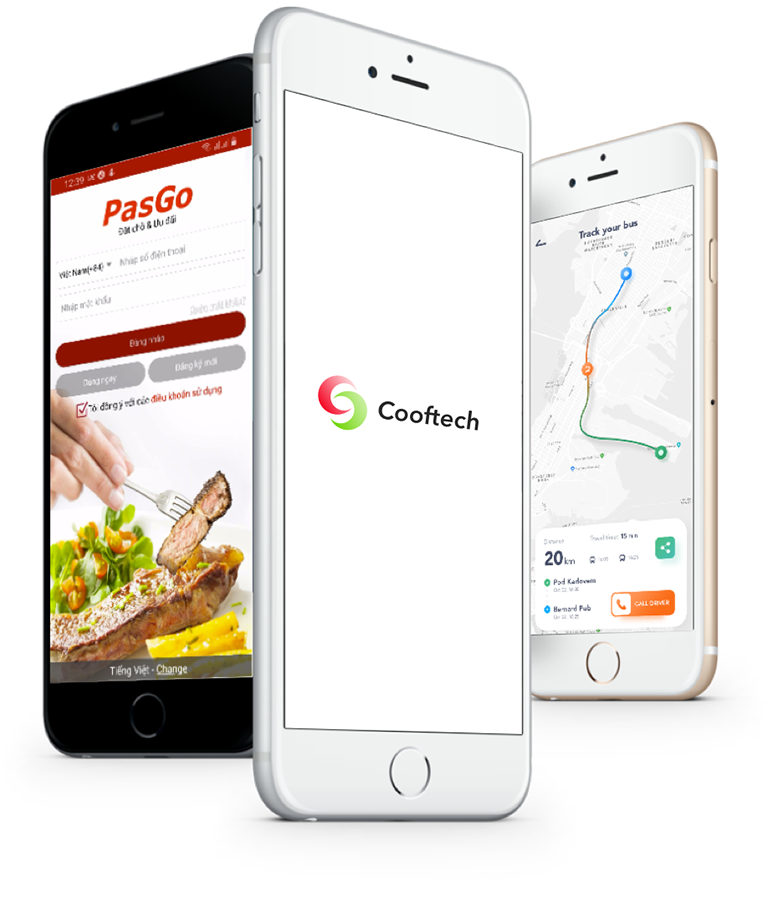 12:39
PasGo
Đặt chỗ & Ưu đãi
Việt Nam(+84) Nhập số điện thoại
Nhập mật khẩu
Quên mật khẩu?
Đăng nhập
Dùng ngay
Đăng ký mới
Tôi đồng ý với các điều khoản sử dụng
Tiếng Việt - Change
Cooftech
Track your bus
Distance
Travel time: 15 min
20 km
Pod Karlovem
Bernard Pub
CALL DRIVER